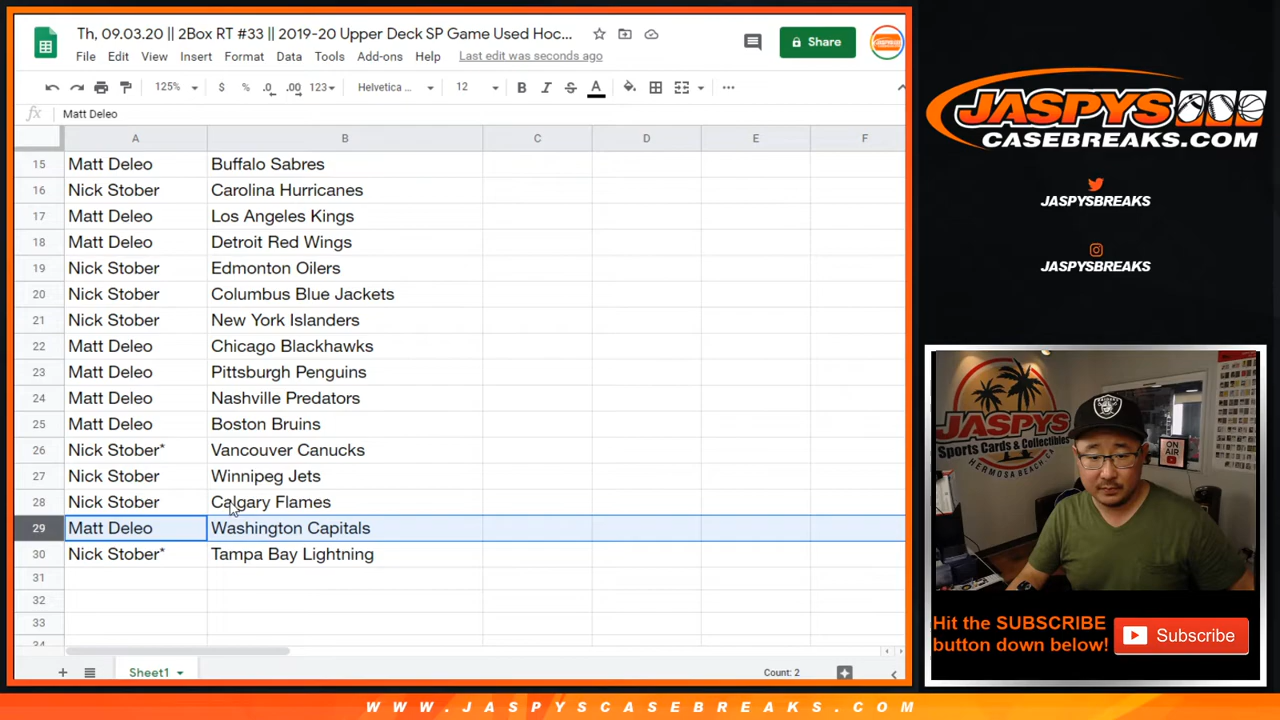 Th, 09.03.20 || 2Box RT #33 || 2019-20 Upper Deck SP Game Used Hoc...
File Edit View Insert Format Data Tools Add-ons Help Last edit was seconds ago
Share
125% $ % .0 .00 123 Helvetica ... 12 B I S A
fx Matt Deleo
A B C D E F
15 Matt Deleo Buffalo Sabres
16 Nick Stober Carolina Hurricanes
17 Matt Deleo Los Angeles Kings
18 Matt Deleo Detroit Red Wings
19 Nick Stober Edmonton Oilers
20 Nick Stober Columbus Blue Jackets
21 Nick Stober New York Islanders
22 Matt Deleo Chicago Blackhawks
23 Matt Deleo Pittsburgh Penguins
24 Matt Deleo Nashville Predators
25 Matt Deleo Boston Bruins
26 Nick Stober* Vancouver Canucks
27 Nick Stober Winnipeg Jets
28 Nick Stober Calgary Flames
29 Matt Deleo Washington Capitals
30 Nick Stober* Tampa Bay Lightning
31
32
33
34
Sheet1 Count: 2
JASPYS
CASEBREAKS.COM
JASPYSBREAKS
JASPYSBREAKS
JASPYS
Sports Cards & Collectibles
HERMOSA BEACH CA
ON
AIR
Hit the SUBSCRIBE
button down below!
Subscribe
WWW.JASPYSCASEBREAKS.COM